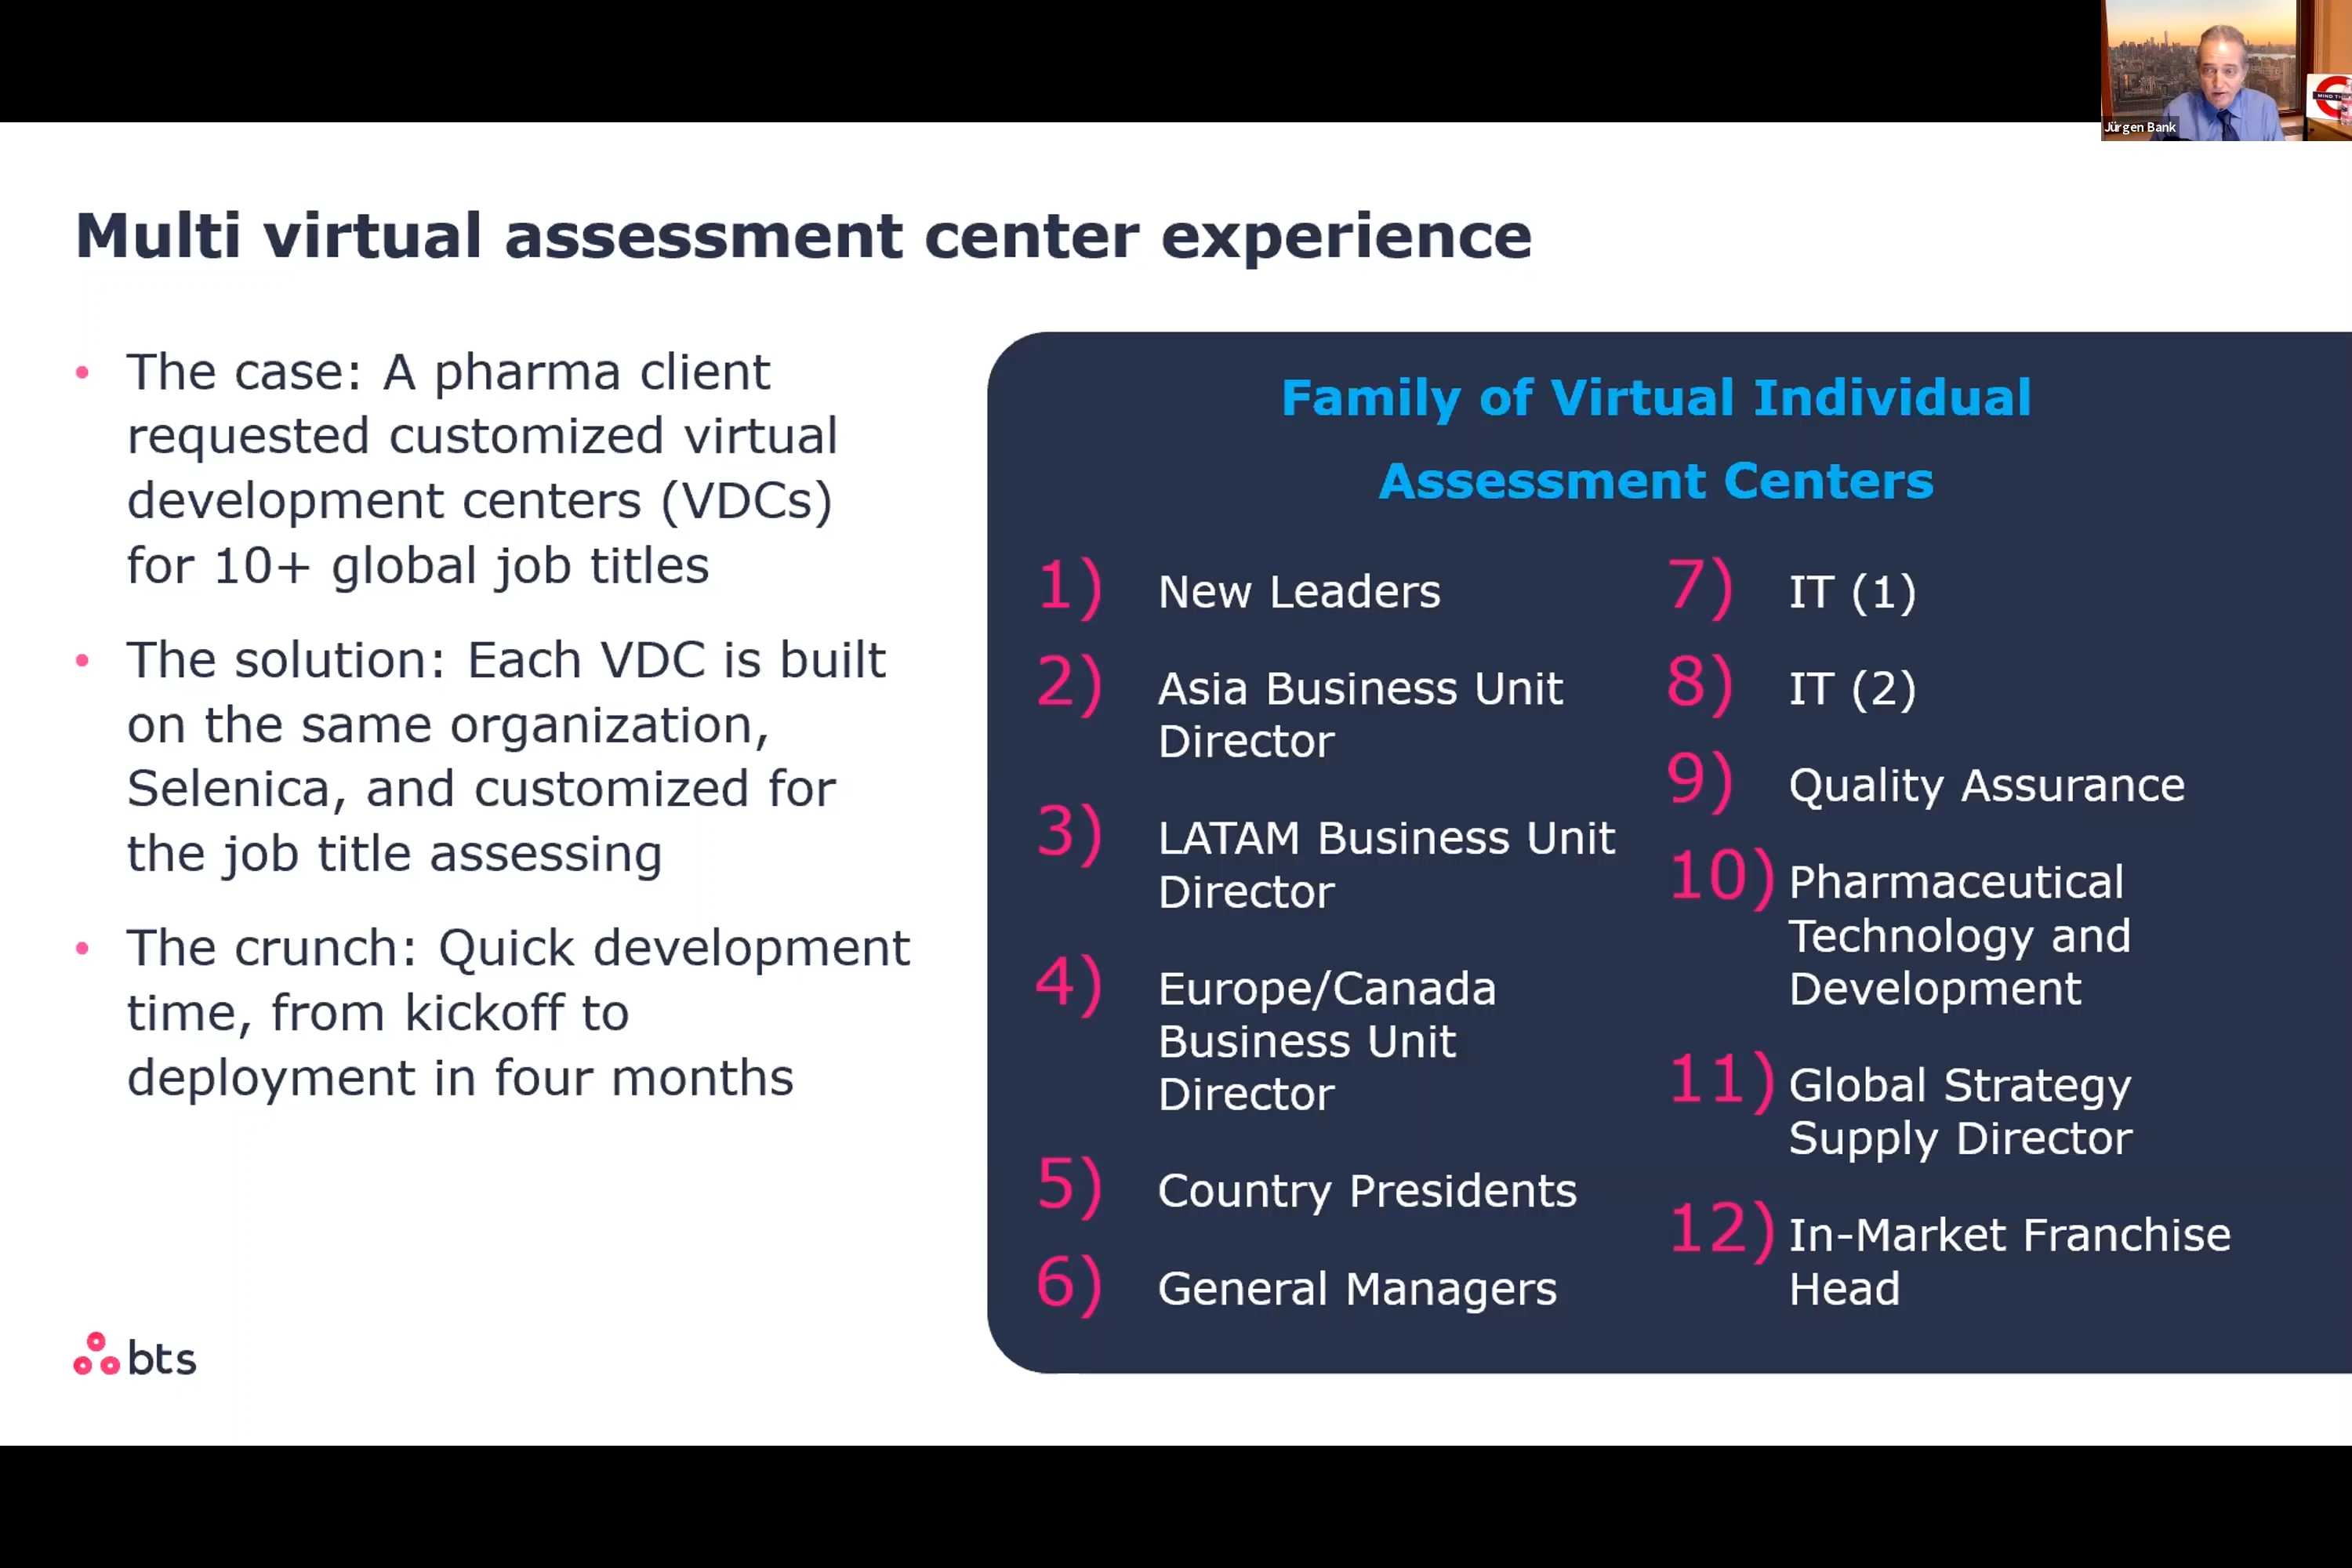 Jürgen Bank
Multi virtual assessment center experience
• The case: A pharma client
requested customized virtual
development centers (VDCs)
for 10+ global job titles
• The solution: Each VDC is built
on the same organization,
Selenica, and customized for
the job title assessing
• The crunch: Quick development
time, from kickoff to
deployment in four months
Family of Virtual Individual
Assessment Centers
1) New Leaders
2) Asia Business Unit
Director
3) LATAM Business Unit
Director
4) Europe/Canada
Business Unit
Director
5) Country Presidents
6) General Managers
7) IT (1)
8) IT (2)
9) Quality Assurance
10) Pharmaceutical
Technology and
Development
11) Global Strategy
Supply Director
12) In-Market Franchise
Head
bts